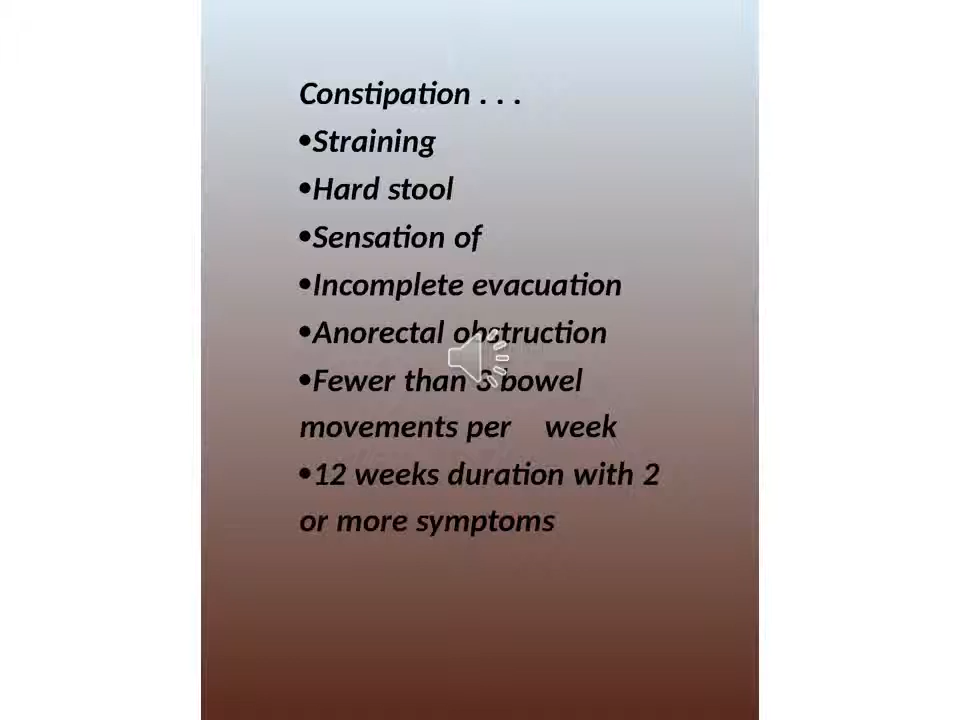 Constipation . . .
•Straining
•Hard stool
•Sensation of
•Incomplete evacuation
•Anorectal obstruction
•Fewer than 3 bowel
movements per week
•12 weeks duration with 2
or more symptoms